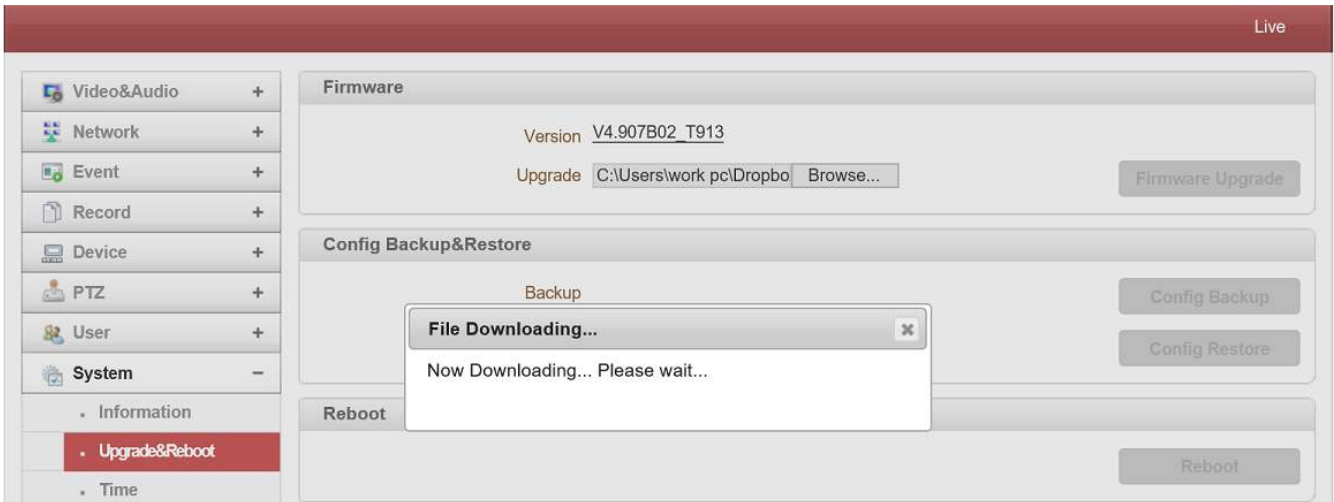 Live
Video&Audio +
Network +
Event +
Record +
Device +
PTZ +
User +
System −
. Information
. Upgrade&Reboot
. Time
Firmware
Version V4.907B02_T913
Upgrade C:\Users\work pc\Dropbo Browse... Firmware Upgrade
Config Backup&Restore
Backup Config Backup
Config Restore
File Downloading...
Now Downloading... Please wait...
Reboot
Reboot